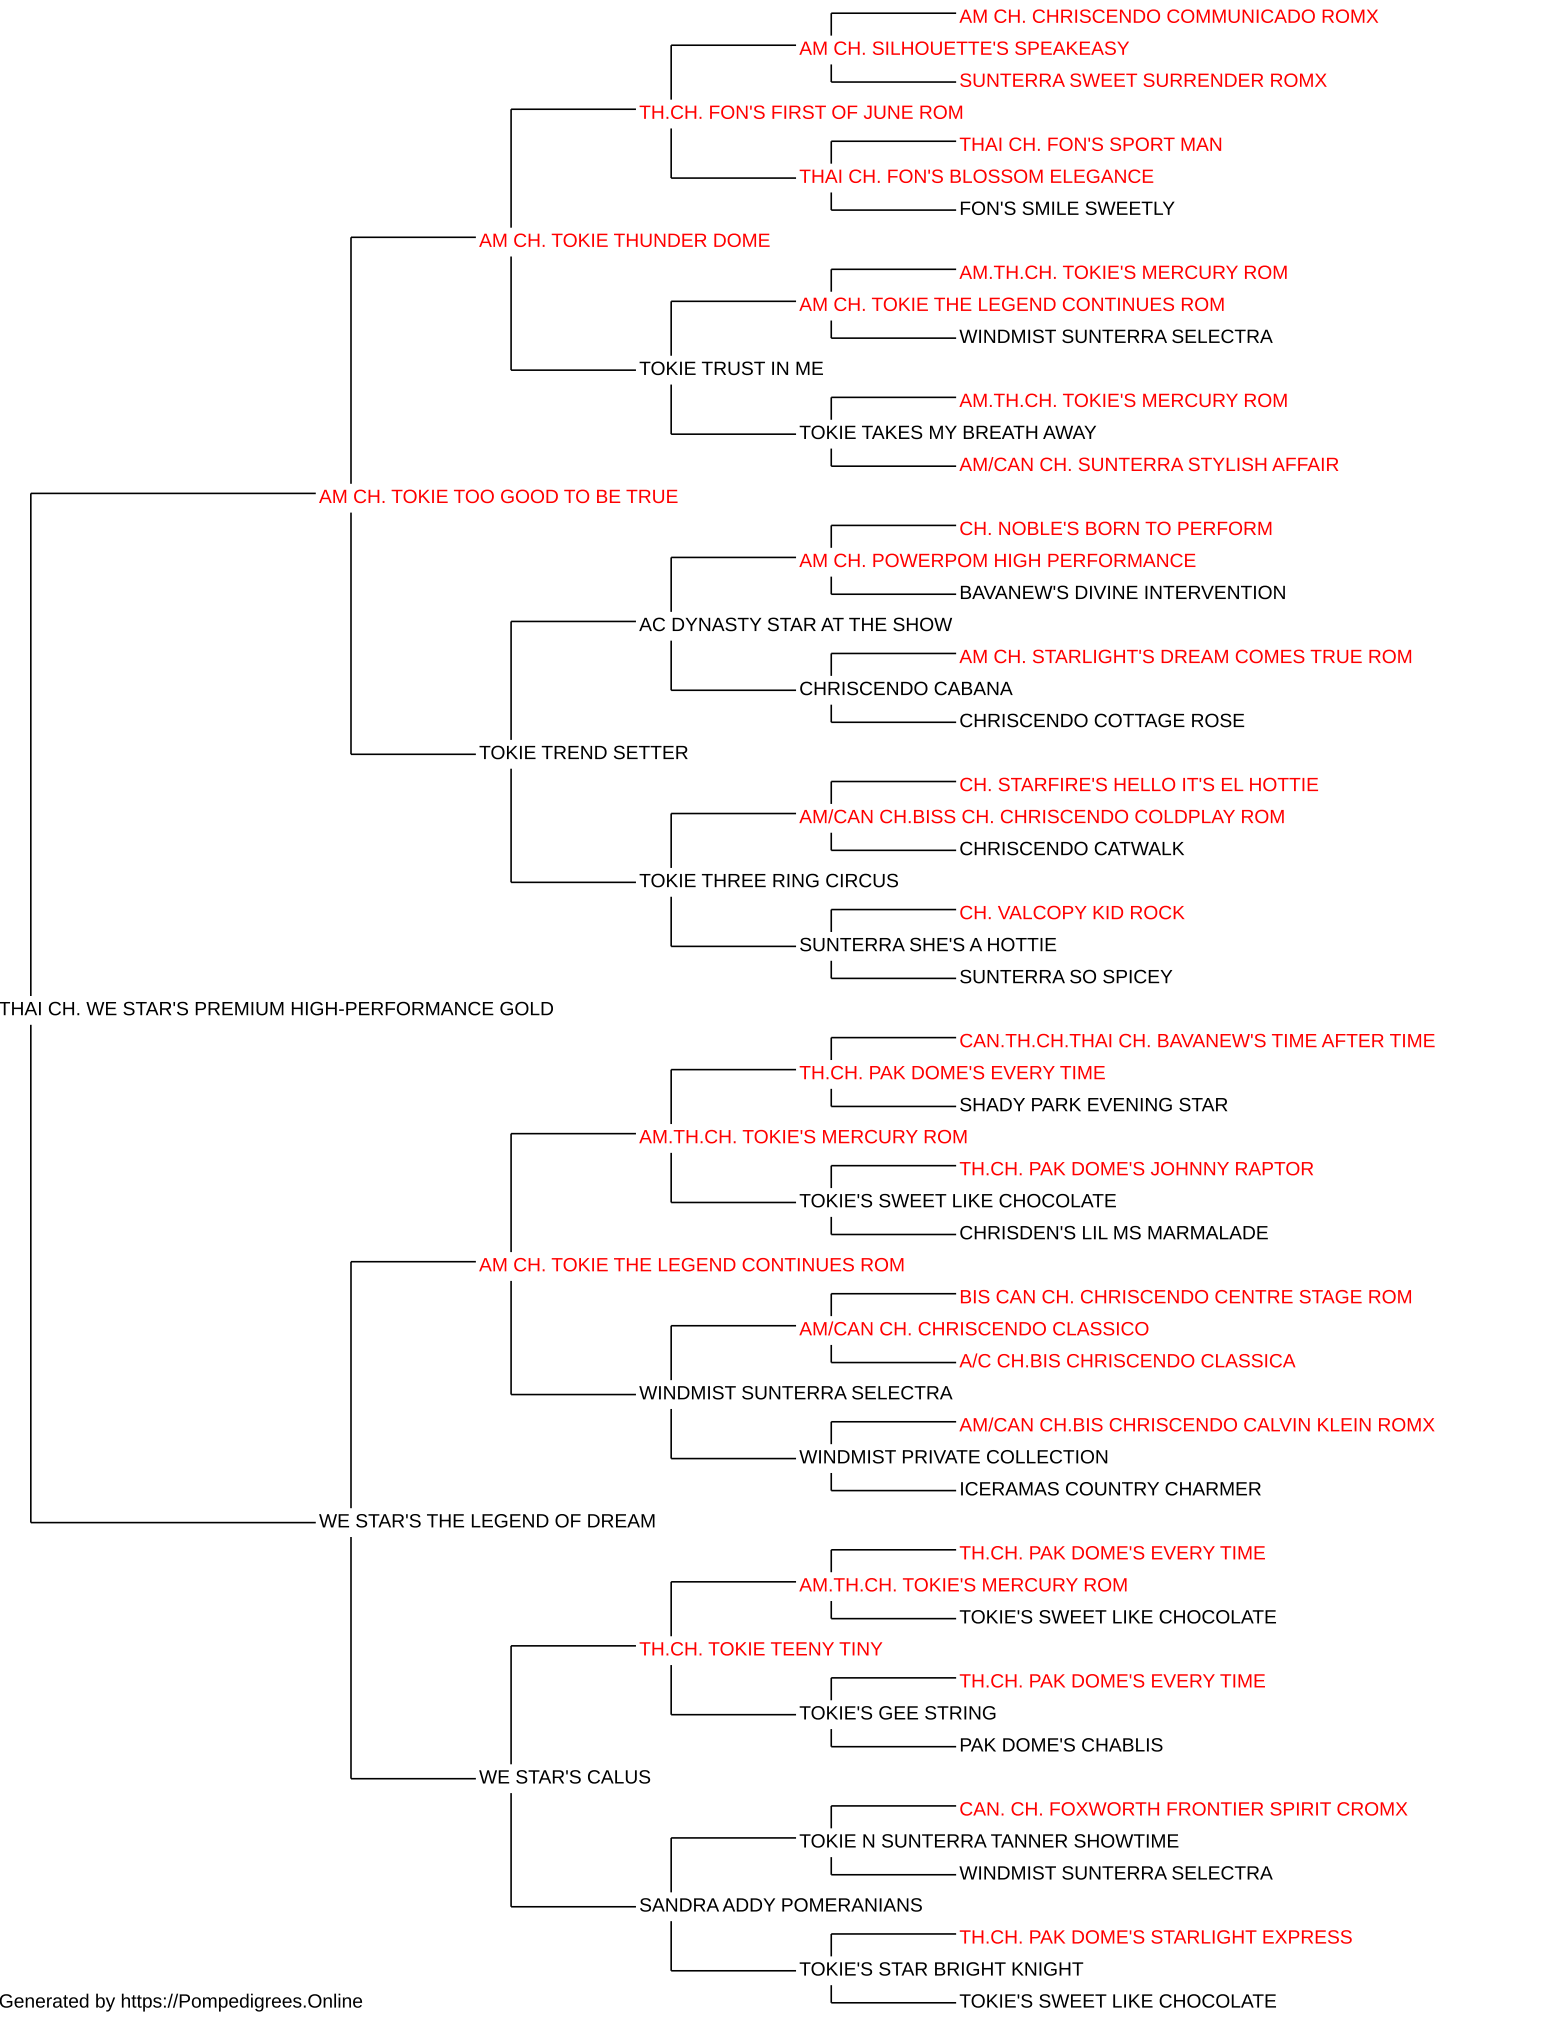 AM CH. CHRISCENDO COMMUNICADO ROMX
AM CH. SILHOUETTE'S SPEAKEASY
SUNTERRA SWEET SURRENDER ROMX
TH.CH. FON'S FIRST OF JUNE ROM
THAI CH. FON'S SPORT MAN
THAI CH. FON'S BLOSSOM ELEGANCE
FON'S SMILE SWEETLY
AM CH. TOKIE THUNDER DOME
AM.TH.CH. TOKIE'S MERCURY ROM
AM CH. TOKIE THE LEGEND CONTINUES ROM
WINDMIST SUNTERRA SELECTRA
TOKIE TRUST IN ME
AM.TH.CH. TOKIE'S MERCURY ROM
TOKIE TAKES MY BREATH AWAY
AM/CAN CH. SUNTERRA STYLISH AFFAIR
AM CH. TOKIE TOO GOOD TO BE TRUE
CH. NOBLE'S BORN TO PERFORM
AM CH. POWERPOM HIGH PERFORMANCE
BAVANEW'S DIVINE INTERVENTION
AC DYNASTY STAR AT THE SHOW
AM CH. STARLIGHT'S DREAM COMES TRUE ROM
CHRISCENDO CABANA
CHRISCENDO COTTAGE ROSE
TOKIE TREND SETTER
CH. STARFIRE'S HELLO IT'S EL HOTTIE
AM/CAN CH.BISS CH. CHRISCENDO COLDPLAY ROM
CHRISCENDO CATWALK
TOKIE THREE RING CIRCUS
CH. VALCOPY KID ROCK
SUNTERRA SHE'S A HOTTIE
SUNTERRA SO SPICEY
THAI CH. WE STAR'S PREMIUM HIGH-PERFORMANCE GOLD
CAN.TH.CH.THAI CH. BAVANEW'S TIME AFTER TIME
TH.CH. PAK DOME'S EVERY TIME
SHADY PARK EVENING STAR
AM.TH.CH. TOKIE'S MERCURY ROM
TH.CH. PAK DOME'S JOHNNY RAPTOR
TOKIE'S SWEET LIKE CHOCOLATE
CHRISDEN'S LIL MS MARMALADE
AM CH. TOKIE THE LEGEND CONTINUES ROM
BIS CAN CH. CHRISCENDO CENTRE STAGE ROM
AM/CAN CH. CHRISCENDO CLASSICO
A/C CH.BIS CHRISCENDO CLASSICA
WINDMIST SUNTERRA SELECTRA
AM/CAN CH.BIS CHRISCENDO CALVIN KLEIN ROMX
WINDMIST PRIVATE COLLECTION
ICERAMAS COUNTRY CHARMER
WE STAR'S THE LEGEND OF DREAM
TH.CH. PAK DOME'S EVERY TIME
AM.TH.CH. TOKIE'S MERCURY ROM
TOKIE'S SWEET LIKE CHOCOLATE
TH.CH. TOKIE TEENY TINY
TH.CH. PAK DOME'S EVERY TIME
TOKIE'S GEE STRING
PAK DOME'S CHABLIS
WE STAR'S CALUS
CAN. CH. FOXWORTH FRONTIER SPIRIT CROMX
TOKIE N SUNTERRA TANNER SHOWTIME
WINDMIST SUNTERRA SELECTRA
SANDRA ADDY POMERANIANS
TH.CH. PAK DOME'S STARLIGHT EXPRESS
TOKIE'S STAR BRIGHT KNIGHT
TOKIE'S SWEET LIKE CHOCOLATE
Generated by https://Pompedigrees.Online